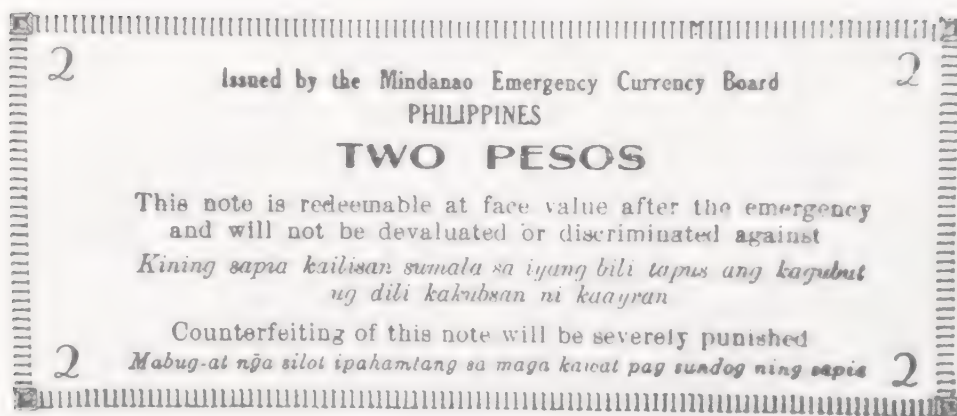 2 2
Issued by the Mindanao Emergency Currency Board
PHILIPPINES
TWO PESOS
This note is redeemable at face value after the emergency
and will not be devaluated or discriminated against
Kining sapia kailisan sumala sa iyang bili tapus ang kagubut
ug dili kakubsan ni kaayran
Counterfeiting of this note will be severely punished
Mabug-at nga silot ipahamtang sa maga kawat pag sundog ning sapia
2 2